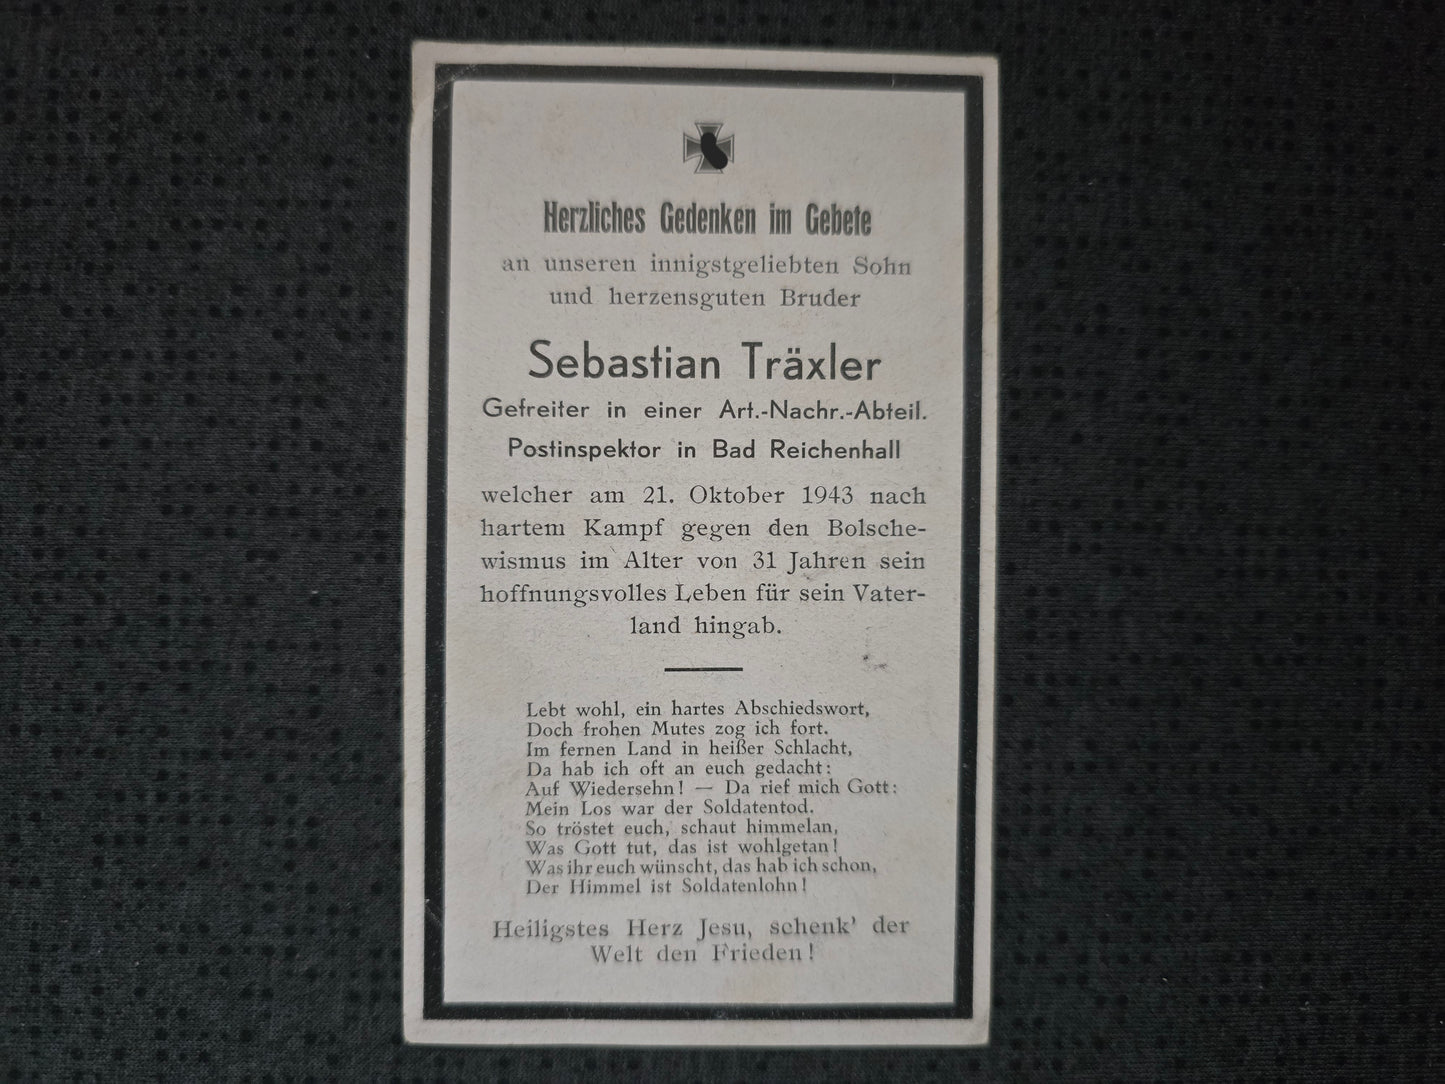 Herzliches Gedenken im Gebete
an unseren innigstgeliebten Sohn
und herzensguten Bruder
Sebastian Träxler
Gefreiter in einer Art.-Nachr.-Abteil.
Postinspektor in Bad Reichenhall
welcher am 21. Oktober 1943 nach
hartem Kampf gegen den Bolsche-
wismus im Alter von 31 Jahren sein
hoffnungsvolles Leben für sein Vater-
land hingab.
Lebt wohl, ein hartes Abschiedswort,
Doch frohen Mutes zog ich fort.
Im fernen Land in heißer Schlacht,
Da hab ich oft an euch gedacht:
Auf Wiedersehn! — Da rief mich Gott:
Mein Los war der Soldatentod.
So tröstet euch, schaut himmelan,
Was Gott tut, das ist wohlgetan!
Was ihr euch wünscht, das hab ich schon,
Der Himmel ist Soldatenlohn!
Heiligstes Herz Jesu, schenk' der
Welt den Frieden!